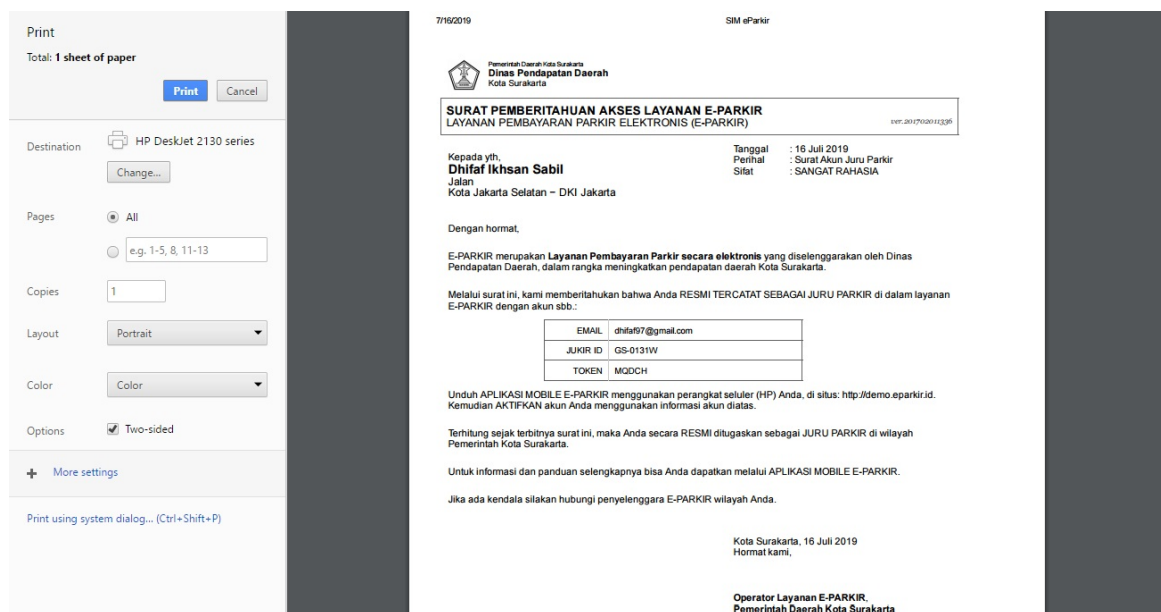 Print
Total: 1 sheet of paper
Print
Cancel
Destination
HP DeskJet 2130 series
Change...
Pages
All
e.g. 1-5, 8, 11-13
Copies
1
Layout
Portrait
Color
Color
Options
Two-sided
+ More settings
Print using system dialog... (Ctrl+Shift+P)
7/16/2019
SIM eParkir
Pemerintah Daerah Kota Surakarta
Dinas Pendapatan Daerah
Kota Surakarta
SURAT PEMBERITAHUAN AKSES LAYANAN E-PARKIR
LAYANAN PEMBAYARAN PARKIR ELEKTRONIS (E-PARKIR)
ver.201702011336
Kepada yth,
Dhifaf Ikhsan Sabil
Jalan
Kota Jakarta Selatan – DKI Jakarta
Tanggal : 16 Juli 2019
Perihal : Surat Akun Juru Parkir
Sifat : SANGAT RAHASIA
Dengan hormat,
E-PARKIR merupakan Layanan Pembayaran Parkir secara elektronis yang diselenggarakan oleh Dinas
Pendapatan Daerah, dalam rangka meningkatkan pendapatan daerah Kota Surakarta.
Melalui surat ini, kami memberitahukan bahwa Anda RESMI TERCATAT SEBAGAI JURU PARKIR di dalam layanan
E-PARKIR dengan akun sbb.:
EMAIL dhifaf97@gmail.com
JUKIR ID GS-0131W
TOKEN MQDCH
Unduh APLIKASI MOBILE E-PARKIR menggunakan perangkat seluler (HP) Anda, di situs: http://demo.eparkir.id.
Kemudian AKTIFKAN akun Anda menggunakan informasi akun diatas.
Terhitung sejak terbitnya surat ini, maka Anda secara RESMI ditugaskan sebagai JURU PARKIR di wilayah
Pemerintah Kota Surakarta.
Untuk informasi dan panduan selengkapnya bisa Anda dapatkan melalui APLIKASI MOBILE E-PARKIR.
Jika ada kendala silakan hubungi penyelenggara E-PARKIR wilayah Anda.
Kota Surakarta, 16 Juli 2019
Hormat kami,
Operator Layanan E-PARKIR,
Pemerintah Daerah Kota Surakarta